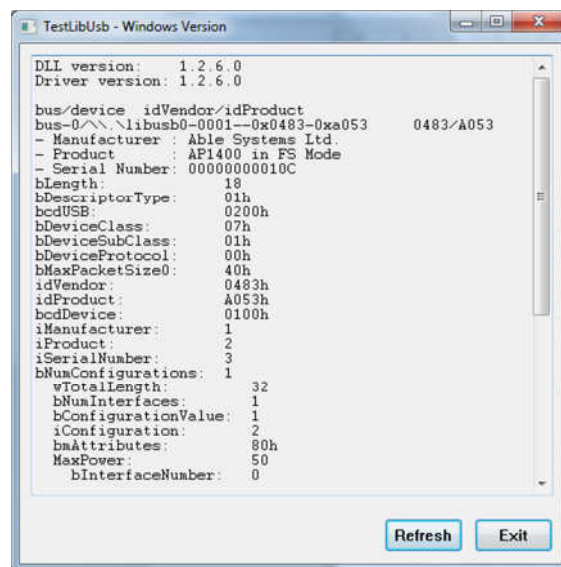 TestLibUsb - Windows Version
DLL version: 1.2.6.0
Driver version: 1.2.6.0
bus/device idVendor/idProduct
bus-0/\\.\libusb0-0001--0x0483-0xa053 0483/A053
- Manufacturer : Able Systems Ltd.
- Product : AP1400 in FS Mode
- Serial Number: 00000000010C
bLength: 18
bDescriptorType: 01h
bcdUSB: 0200h
bDeviceClass: 07h
bDeviceSubClass: 01h
bDeviceProtocol: 00h
bMaxPacketSize0: 40h
idVendor: 0483h
idProduct: A053h
bcdDevice: 0100h
iManufacturer: 1
iProduct: 2
iSerialNumber: 3
bNumConfigurations: 1
wTotalLength: 32
bNumInterfaces: 1
bConfigurationValue: 1
iConfiguration: 2
bmAttributes: 80h
MaxPower: 50
bInterfaceNumber: 0
Refresh Exit